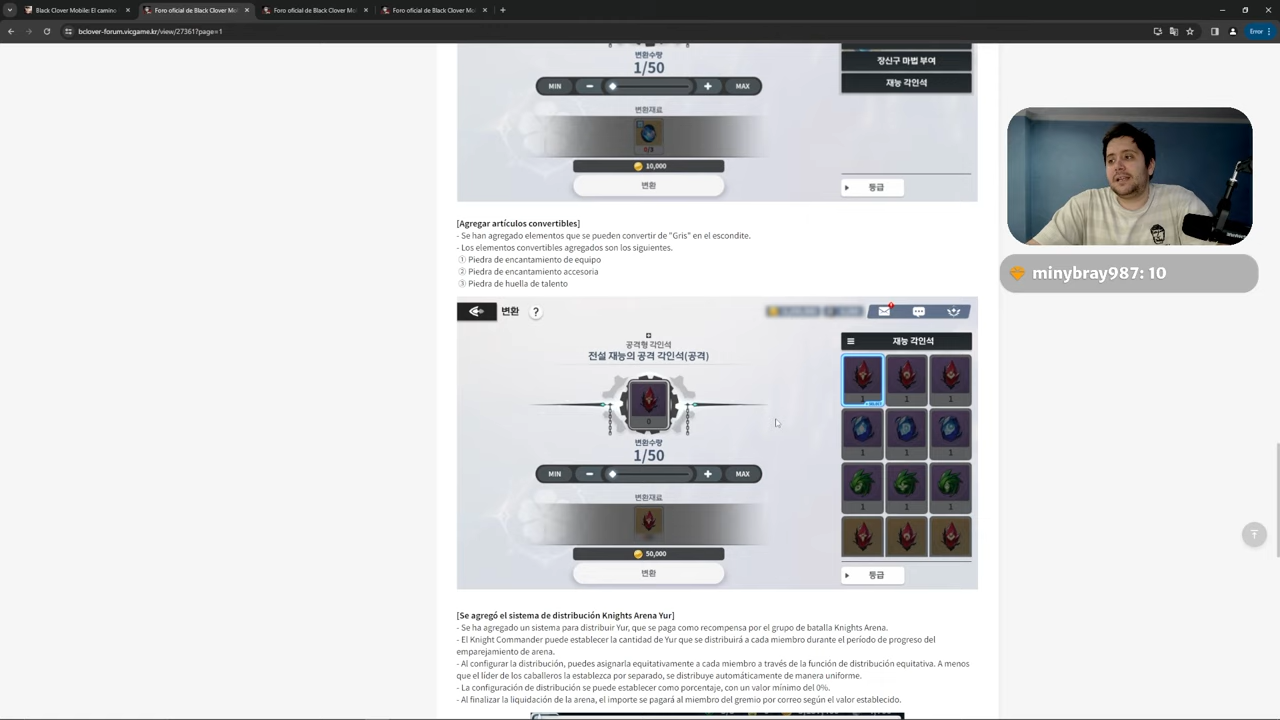 Black Clover Mobile: El camino
Foro oficial de Black Clover Mo
Foro oficial de Black Clover Mo
Foro oficial de Black Clover Mo
bclover-forum.vicgame.kr/view/27361?page=1
Error
변환수량
1/50
MIN
MAX
변환재료
10,000
변환
장신구 마법 부여
재능 각인석
등급
minybray987: 10
[Agregar artículos convertibles]
- Se han agregado elementos que se pueden convertir de "Gris" en el escondite.
- Los elementos convertibles agregados son los siguientes.
① Piedra de encantamiento de equipo
② Piedra de encantamiento accesoria
③ Piedra de huella de talento
변환
?
공격형 각인석
전설 재능의 공격 각인석(공격)
0
변환수량
1/50
MIN
MAX
변환재료
50,000
변환
재능 각인석
1 1 1
1 1 1
1 1 1
등급
[Se agregó el sistema de distribución Knights Arena Yur]
- Se ha agregado un sistema para distribuir Yur, que se paga como recompensa por el grupo de batalla Knights Arena.
- El Knight Commander puede establecer la cantidad de Yur que se distribuirá a cada miembro durante el período de progreso del
emparejamiento de arena.
- Al configurar la distribución, puedes asignarla equitativamente a cada miembro a través de la función de distribución equitativa. A menos
que el líder de los caballeros la establezca por separado, se distribuye automáticamente de manera uniforme.
- La configuración de distribución se puede establecer como porcentaje, con un valor mínimo del 0%.
- Al finalizar la liquidación de la arena, el importe se pagará al miembro del gremio por correo según el valor establecido.